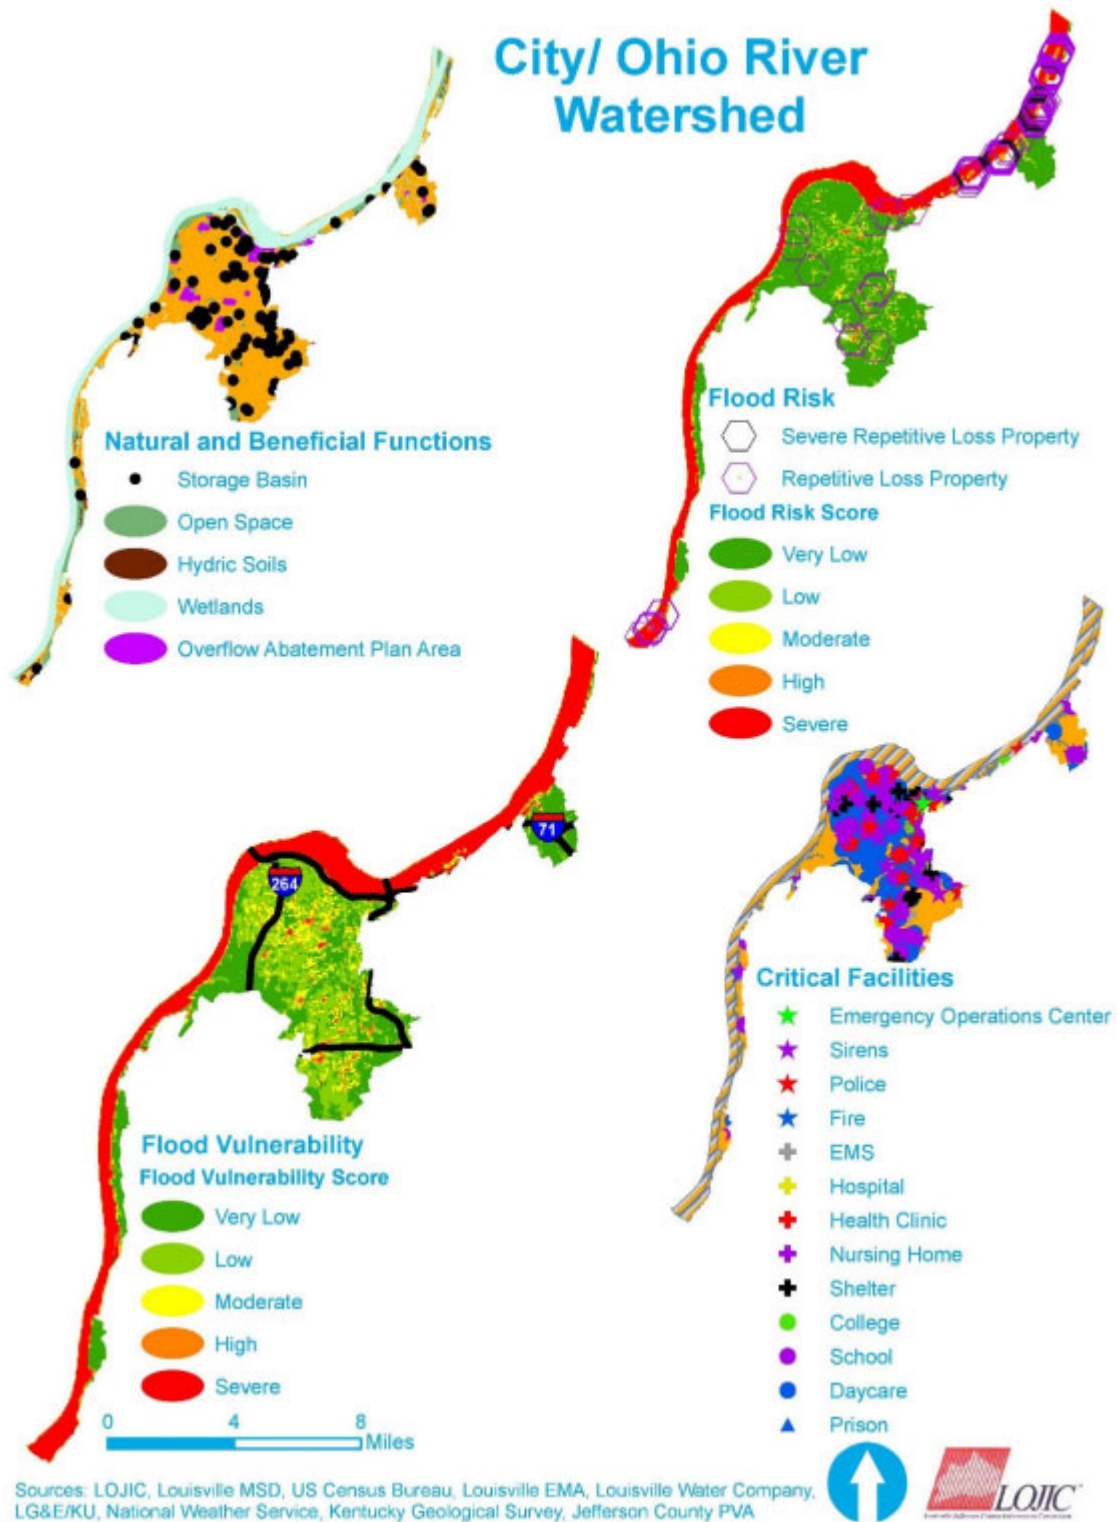 City/ Ohio River
Watershed
Natural and Beneficial Functions
Storage Basin
Open Space
Hydric Soils
Wetlands
Overflow Abatement Plan Area
Flood Risk
Severe Repetitive Loss Property
Repetitive Loss Property
Flood Risk Score
Very Low
Low
Moderate
High
Severe
71
264
Flood Vulnerability
Flood Vulnerability Score
Very Low
Low
Moderate
High
Severe
0 4 8
Miles
Critical Facilities
Emergency Operations Center
Sirens
Police
Fire
EMS
Hospital
Health Clinic
Nursing Home
Shelter
College
School
Daycare
Prison
Sources: LOJIC, Louisville MSD, US Census Bureau, Louisville EMA, Louisville Water Company,
LG&E/KU, National Weather Service, Kentucky Geological Survey, Jefferson County PVA
LOJIC